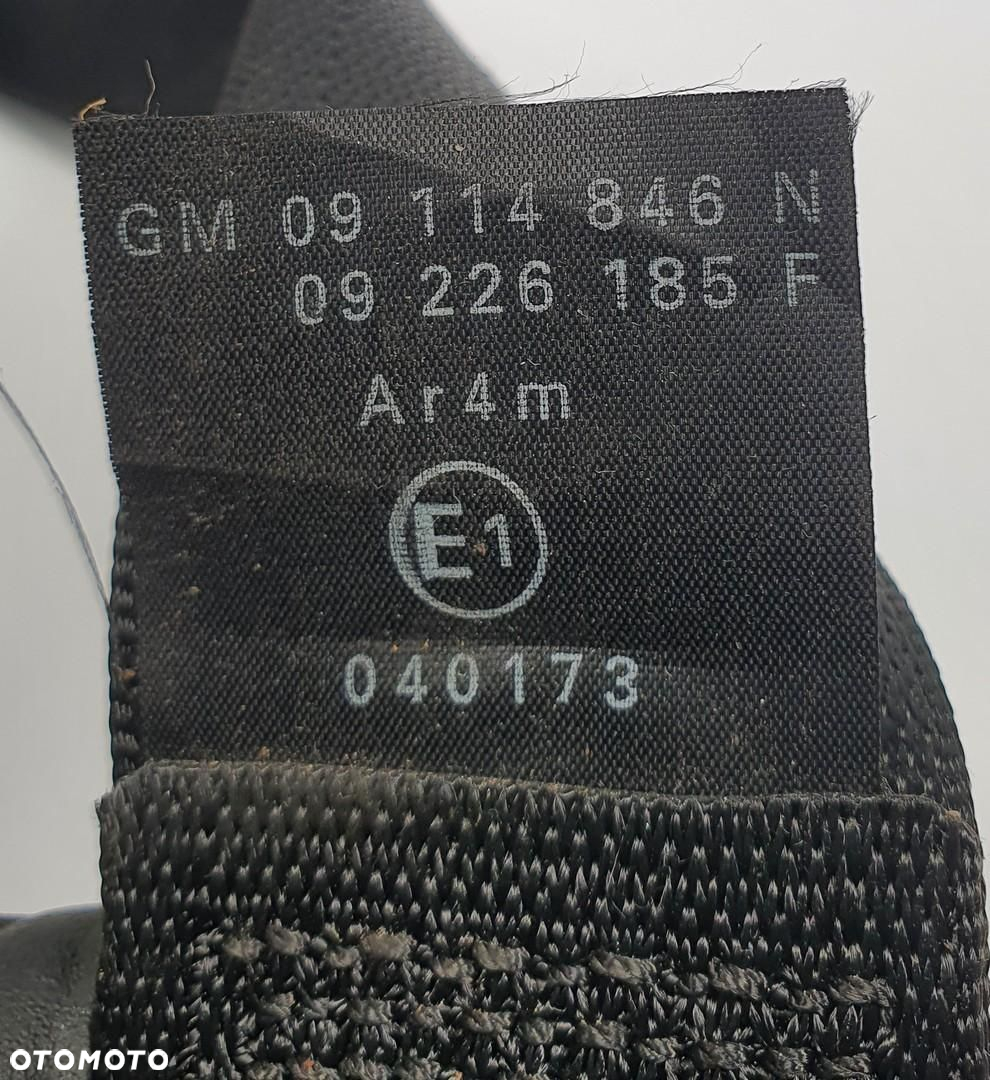 GM 09 114 846 N
09 226 185 F
Ar4m
E1
040173
OTOMOTO